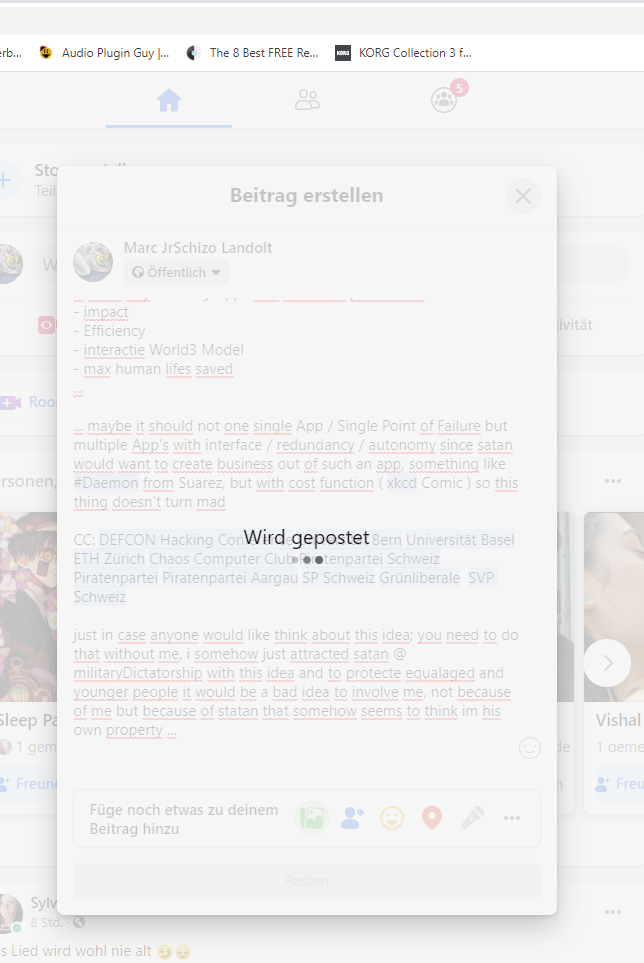 erb...
Audio Plugin Guy |...
The 8 Best FREE Re...
KORG
KORG Collection 3 f...
5
Sto
Teil
Beitrag erstellen
Marc JrSchizo Landolt
Öffentlich
W
- impact
- Efficiency
- interactie World3 Model
- max human lifes saved
...
ivität
Roo
... maybe it should not one single App / Single Point of Failure but
multiple App's with interface / redundancy / autonomy since satan
would want to create business out of such an app, something like
#Daemon from Suarez, but with cost function ( xkcd Comic ) so this
thing doesn't turn mad
ersonen,
Wird gepostet
CC: DEFCON Hacking Con Bern Universität Basel
ETH Zürich Chaos Computer Club Piratenpartei Schweiz
Piratenpartei Piratenpartei Aargau SP Schweiz Grünliberale SVP
Schweiz
just in case anyone would like think about this idea; you need to do
that without me, i somehow just attracted satan @
militaryDictatorship with this idea and to protecte equalaged and
younger people it would be a bad idea to involve me, not because
of me but because of statan that somehow seems to think im his
own property ...
Sleep Pa
1 gem
Freun
Vishal
1 geme
Freu
de
Füge noch etwas zu deinem
Beitrag hinzu
Posten
Sylv
8 Std.
s Lied wird wohl nie alt